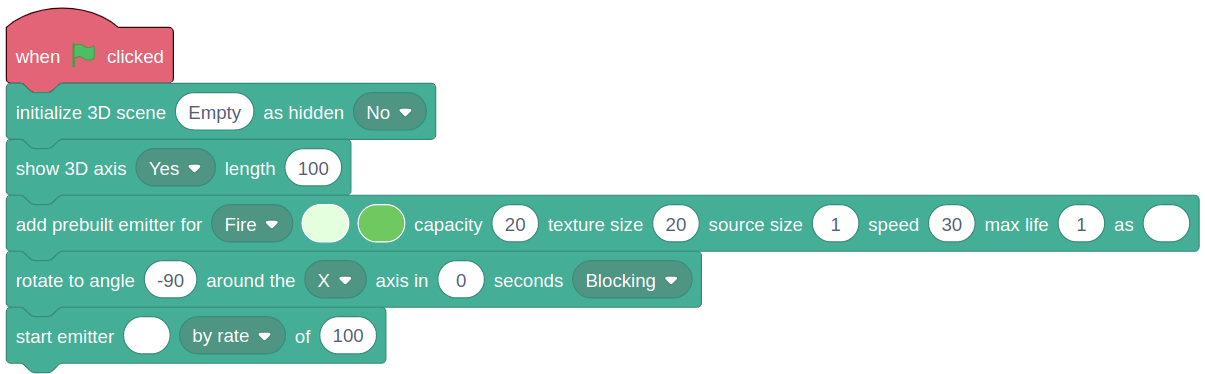 when clicked
initialize 3D scene Empty as hidden No
show 3D axis Yes length 100
add prebuilt emitter for Fire capacity 20 texture size 20 source size 1 speed 30 max life 1 as
rotate to angle -90 around the X axis in 0 seconds Blocking
start emitter by rate of 100